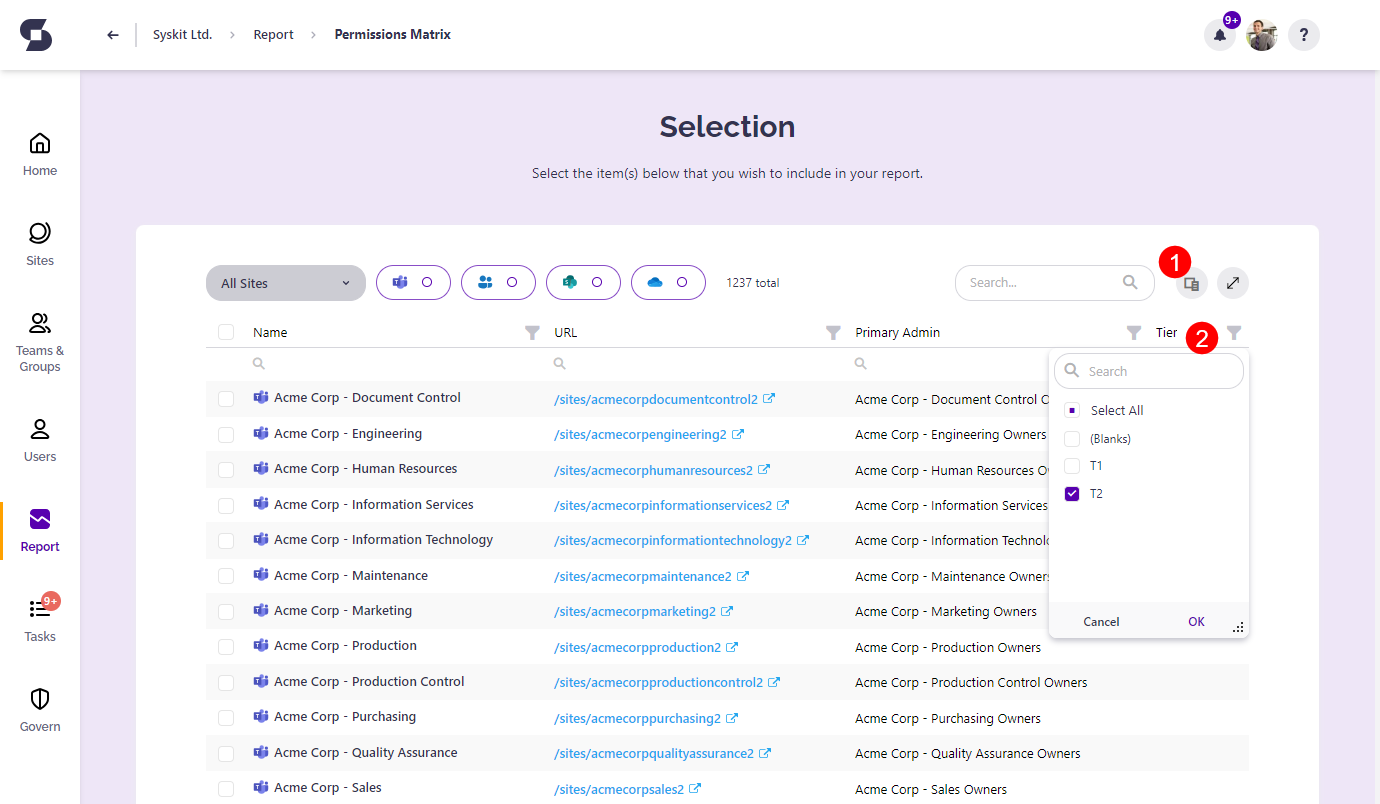 Syskit Ltd. > Report > Permissions Matrix
9+
?
Home
Sites
Teams &
Groups
Users
Report
9+
Tasks
Govern
Selection
Select the item(s) below that you wish to include in your report.
All Sites
1237 total
Search...
1
Name
URL
Primary Admin
Tier
2
Acme Corp - Document Control
/sites/acmecorpdocumentcontrol2
Acme Corp - Document Control O
Acme Corp - Engineering
/sites/acmecorpengineering2
Acme Corp - Engineering Owners
Acme Corp - Human Resources
/sites/acmecorphumanresources2
Acme Corp - Human Resources Ow
Acme Corp - Information Services
/sites/acmecorpinformationservices2
Acme Corp - Information Services
Acme Corp - Information Technology
/sites/acmecorpinformationtechnology2
Acme Corp - Information Technolo
Acme Corp - Maintenance
/sites/acmecorpmaintenance2
Acme Corp - Maintenance Owners
Acme Corp - Marketing
/sites/acmecorpmarketing2
Acme Corp - Marketing Owners
Acme Corp - Production
/sites/acmecorpproduction2
Acme Corp - Production Owners
Acme Corp - Production Control
/sites/acmecorpproductioncontrol2
Acme Corp - Production Control Owners
Acme Corp - Purchasing
/sites/acmecorppurchasing2
Acme Corp - Purchasing Owners
Acme Corp - Quality Assurance
/sites/acmecorpqualityassurance2
Acme Corp - Quality Assurance Owners
Acme Corp - Sales
/sites/acmecorpsales2
Acme Corp - Sales Owners
Search
Select All
(Blanks)
T1
T2
Cancel
OK